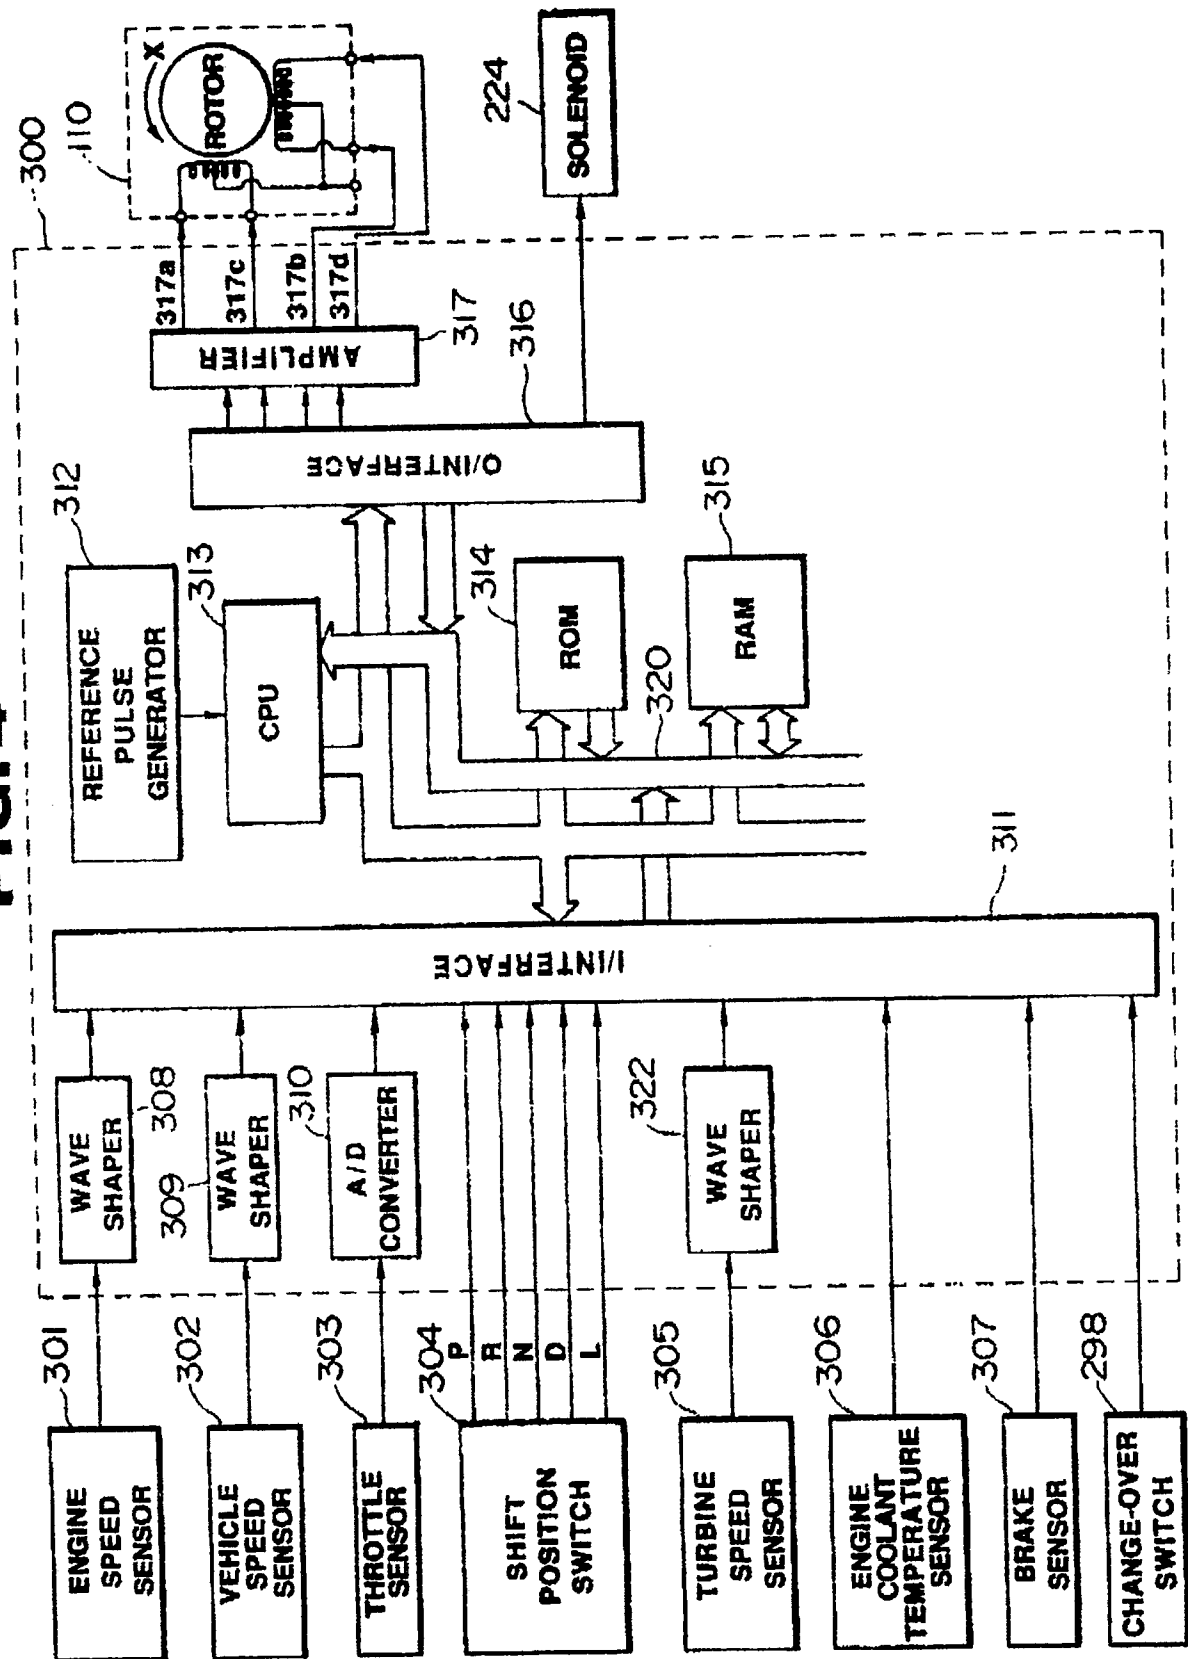 300
110
X
ROTOR
317a
317c
317b
317d
AMPLIFIER
317
224
SOLENOID
316
O/INTERFACE
312
REFERENCE
PULSE
GENERATOR
313
CPU
314
ROM
315
RAM
320
311
I/INTERFACE
WAVE
SHAPER
308
309
WAVE
SHAPER
310
A/D
CONVERTER
322
WAVE
SHAPER
301
ENGINE
SPEED
SENSOR
302
VEHICLE
SPEED
SENSOR
303
THROTTLE
SENSOR
304
P
R
N
D
L
SHIFT
POSITION
SWITCH
305
TURBINE
SPEED
SENSOR
306
ENGINE
COOLANT
TEMPERATURE
SENSOR
307
BRAKE
SENSOR
298
CHANGE-OVER
SWITCH